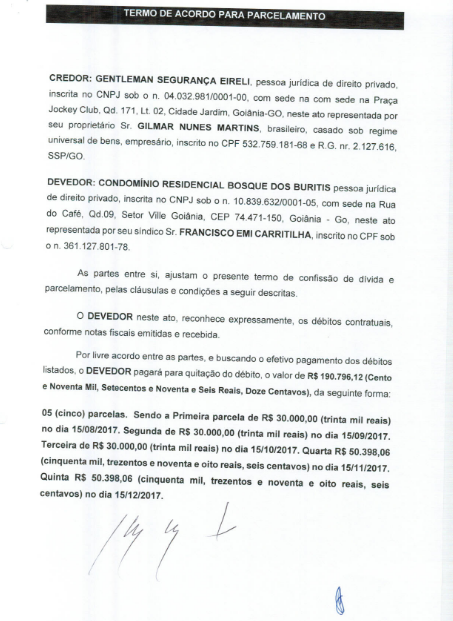 TERMO DE ACORDO PARA PARCELAMENTO
CREDOR: GENTLEMAN SEGURANÇA EIRELI, pessoa jurídica de direito privado,
inscrita no CNPJ sob o n. 04.032.981/0001-00, com sede na com sede na Praça
Jockey Club, Qd. 171, Lt. 02, Cidade Jardim, Goiânia-GO, neste ato representada por
seu proprietário Sr. GILMAR NUNES MARTINS, brasileiro, casado sob regime
universal de bens, empresário, inscrito no CPF 532.759.181-68 e R.G. nr. 2.127.616,
SSP/GO.
DEVEDOR: CONDOMÍNIO RESIDENCIAL BOSQUE DOS BURITIS pessoa jurídica
de direito privado, inscrita no CNPJ sob o n. 10.839.632/0001-05, com sede na Rua
do Café, Qd.09, Setor Ville Goiânia, CEP 74.471-150, Goiânia - Go, neste ato
representada por seu síndico Sr. FRANCISCO EMI CARRITILHA, inscrito no CPF sob
o n. 361.127.801-78.
As partes entre si, ajustam o presente termo de confissão de dívida e
parcelamento, pelas cláusulas e condições a seguir descritas.
O DEVEDOR neste ato, reconhece expressamente, os débitos contratuais,
conforme notas fiscais emitidas e recebida.
Por livre acordo entre as partes, e buscando o efetivo pagamento dos débitos
listados, o DEVEDOR pagará para quitação do débito, o valor de R$ 190.796,12 (Cento
e Noventa Mil, Setecentos e Noventa e Seis Reais, Doze Centavos), da seguinte forma:
05 (cinco) parcelas. Sendo a Primeira parcela de R$ 30.000,00 (trinta mil reais)
no dia 15/08/2017. Segunda de R$ 30.000,00 (trinta mil reais) no dia 15/09/2017.
Terceira de R$ 30.000,00 (trinta mil reais) no dia 15/10/2017. Quarta R$ 50.398,06
(cinquenta mil, trezentos e noventa e oito reais, seis centavos) no dia 15/11/2017.
Quinta R$ 50.398,06 (cinquenta mil, trezentos e noventa e oito reais, seis
centavos) no dia 15/12/2017.